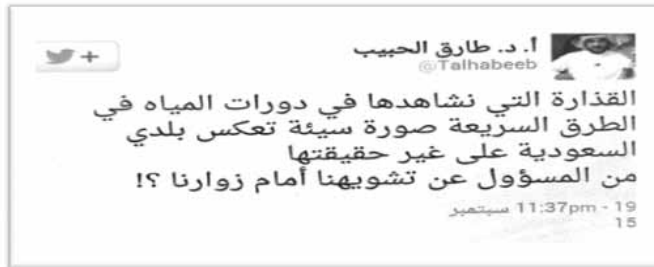 أ. د. طارق الحبيب
@Talhabeeb
القذارة التي نشاهدها في دورات المياه في
الطرق السريعة صورة سيئة تعكس بلدي
السعودية على غير حقيقتها
من المسؤول عن تشويهنا أمام زوارنا ؟!
19 - 11:37pm سبتمبر
15